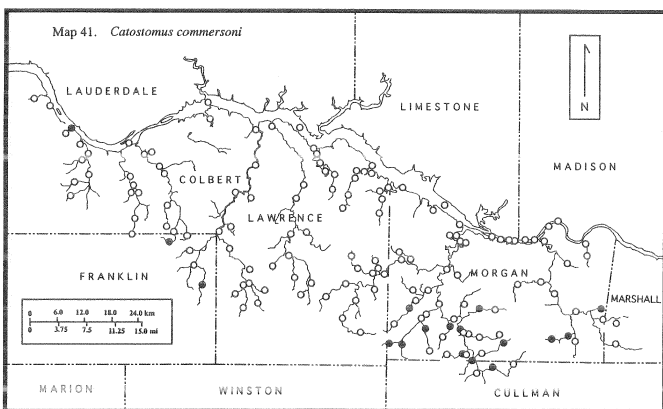 Map 41. Catostomus commersoni
LAUDERDALE
LIMESTONE
N
MADISON
COLBERT
LAWRENCE
FRANKLIN
MORGAN
MARSHALL
0 6.0 12.0 18.0 24.0 km
0 3.75 7.5 11.25 15.0 mi
MARION
WINSTON
CULLMAN